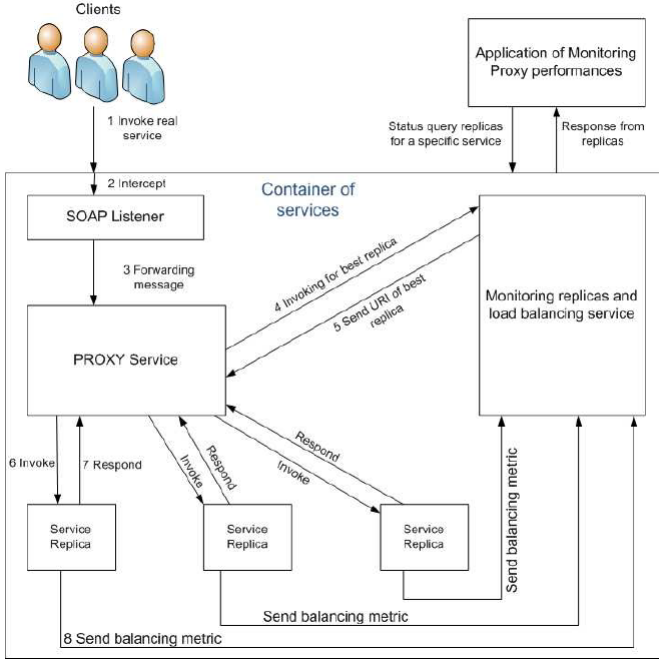 Clients
Application of Monitoring
Proxy performances
1 Invoke real
service
Status query replicas
for a specific service
Response from
replicas
2 Intercept
Container of
services
SOAP Listener
3 Forwarding
message
4 Invoking for best replica
5 Send URI of best
replica
Monitoring replicas and
load balancing service
PROXY Service
6 Invoke
7 Respond
Invoke
Respond
Invoke
Respond
Service
Replica
Service
Replica
Service
Replica
Send balancing metric
Send balancing metric
8 Send balancing metric